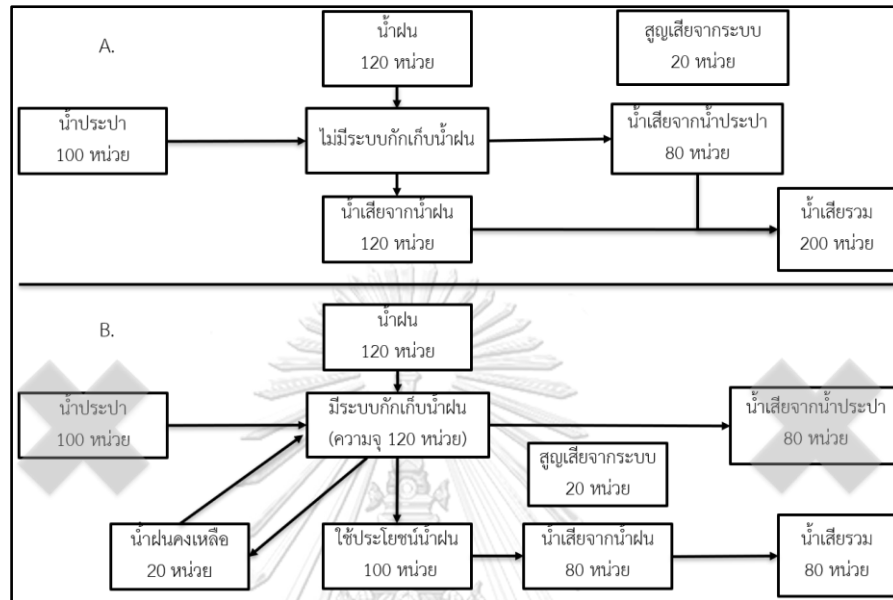 A.
น้ำฝน
120 หน่วย
สูญเสียจากระบบ
20 หน่วย
น้ำประปา
100 หน่วย
ไม่มีระบบกักเก็บน้ำฝน
น้ำเสียจากน้ำประปา
80 หน่วย
น้ำเสียจากน้ำฝน
120 หน่วย
น้ำเสียรวม
200 หน่วย
B.
น้ำฝน
120 หน่วย
น้ำประปา
100 หน่วย
มีระบบกักเก็บน้ำฝน
(ความจุ 120 หน่วย)
น้ำเสียจากน้ำประปา
80 หน่วย
สูญเสียจากระบบ
20 หน่วย
น้ำฝนคงเหลือ
20 หน่วย
ใช้ประโยชน์น้ำฝน
100 หน่วย
น้ำเสียจากน้ำฝน
80 หน่วย
น้ำเสียรวม
80 หน่วย